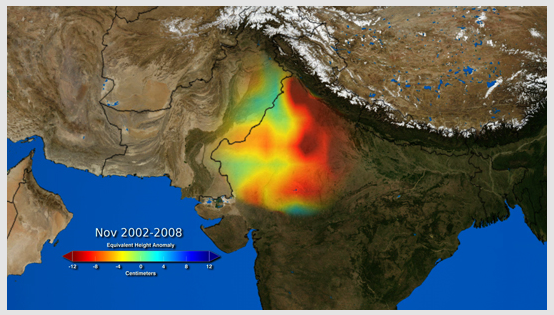 Nov 2002-2008
Equivalent Height Anomaly
-12 -8 -4 0 4 8 12
Centimeters